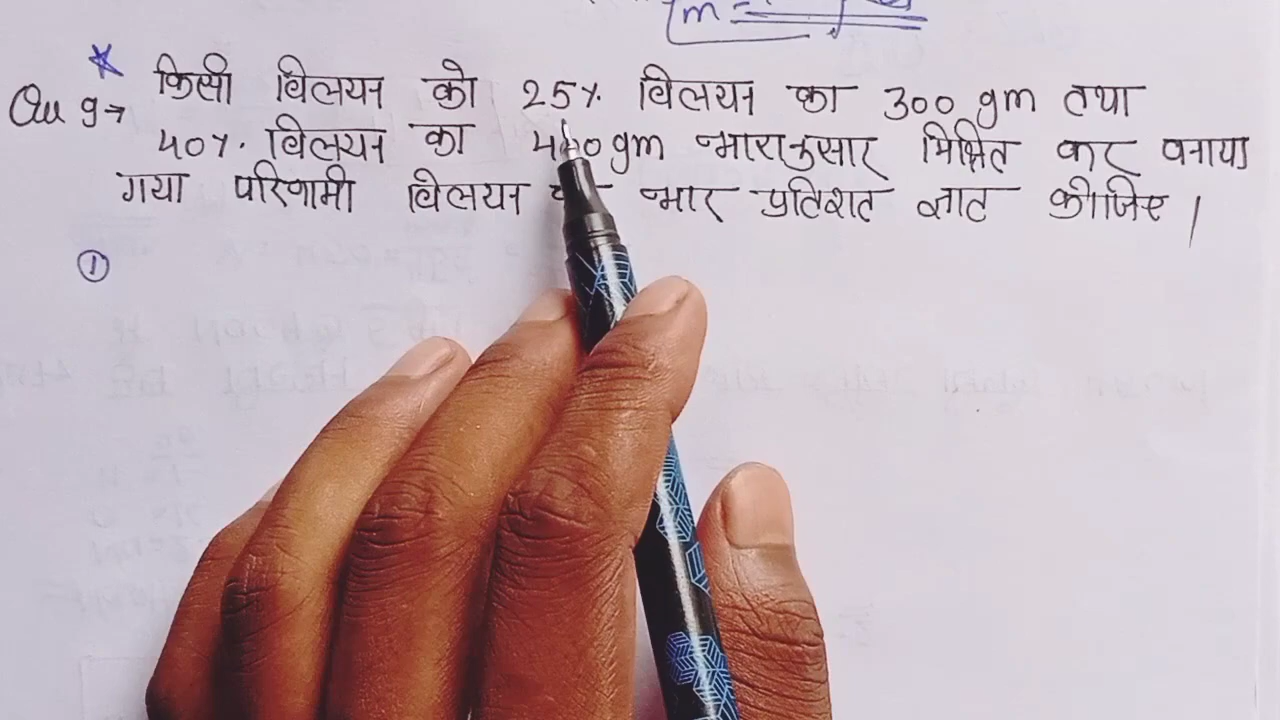 m =
* किसी विलयन को 25%. विलयन का 300 gm तथा
Qu 9→ 40%. विलयन का gm भारानुसार मिश्रित कर बनाया
गया परिणामी विलयन भार प्रतिशत ज्ञात कीजिए।
①